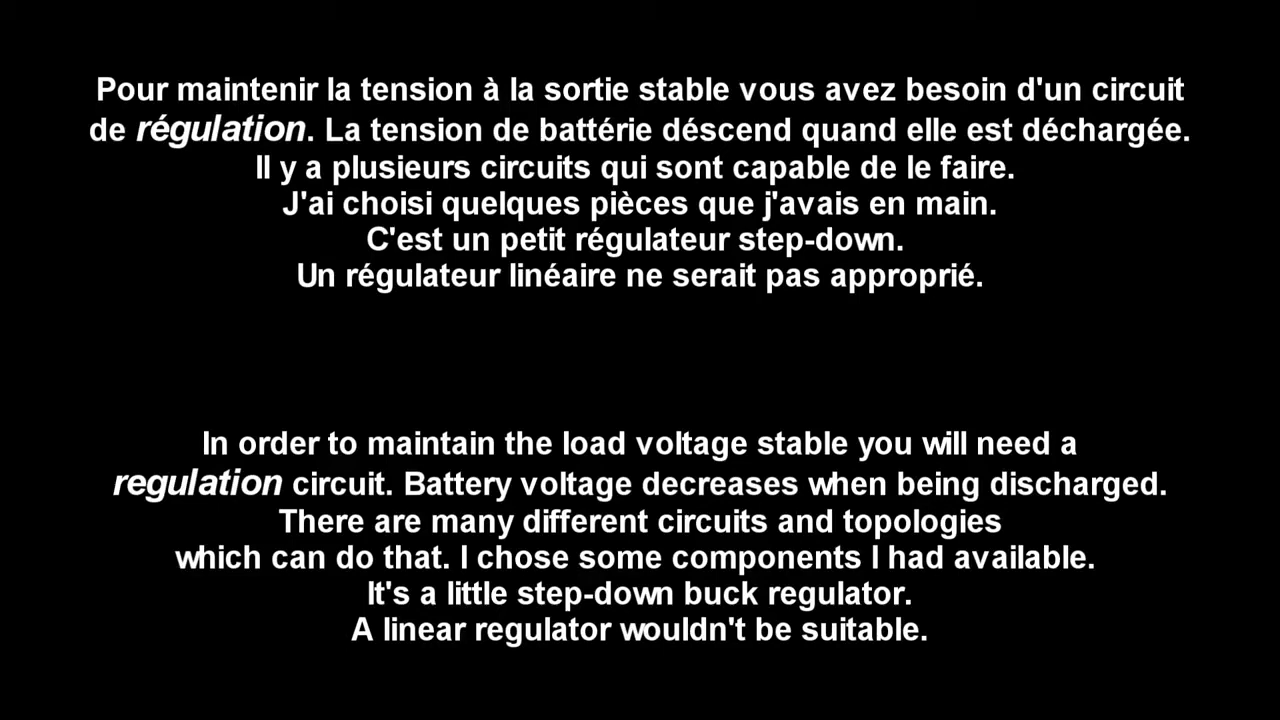 Pour maintenir la tension à la sortie stable vous avez besoin d'un circuit
de régulation. La tension de battérie déscend quand elle est déchargée.
Il y a plusieurs circuits qui sont capable de le faire.
J'ai choisi quelques pièces que j'avais en main.
C'est un petit régulateur step-down.
Un régulateur linéaire ne serait pas approprié.
In order to maintain the load voltage stable you will need a
regulation circuit. Battery voltage decreases when being discharged.
There are many different circuits and topologies
which can do that. I chose some components I had available.
It's a little step-down buck regulator.
A linear regulator wouldn't be suitable.